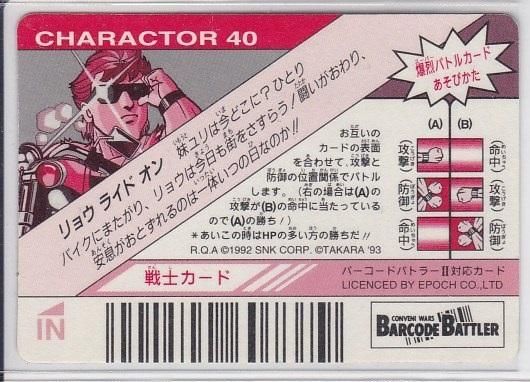 CHARACTOR 40
爆烈バトルカード
あそびかた
リョウ ライド オン
妹ユリは今どこに？ひとり
バイクにまたがり、リョウは今日も街をさすらう！闘いがおわり、
安息がおとずれるのは一体いつの日なのか!!
お互いの
カードの表面
を合わせて、攻撃と
防御の位置関係でバトル
します。（右の場合は(A)の
攻撃が(B)の命中に当たっている
ので(A)の勝ち！）
＊あいこの時はHPの多い方の勝ちだ!!
R.Q.A ©1992 SNK CORP. ©TAKARA '93
(A) (B)
攻撃 命中
防御 攻撃
命中 防御
戦士カード
バーコードバトラーII対応カード
LICENCED BY EPOCH CO.,LTD
IN
CONVENI WARS
BARCODE BATTLER